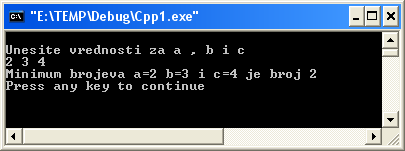 "E:\TEMP\Debug\Cpp1.exe"
Unesite vrednosti za a , b i c
2 3 4
Minimum brojeva a=2 b=3 i c=4 je broj 2
Press any key to continue